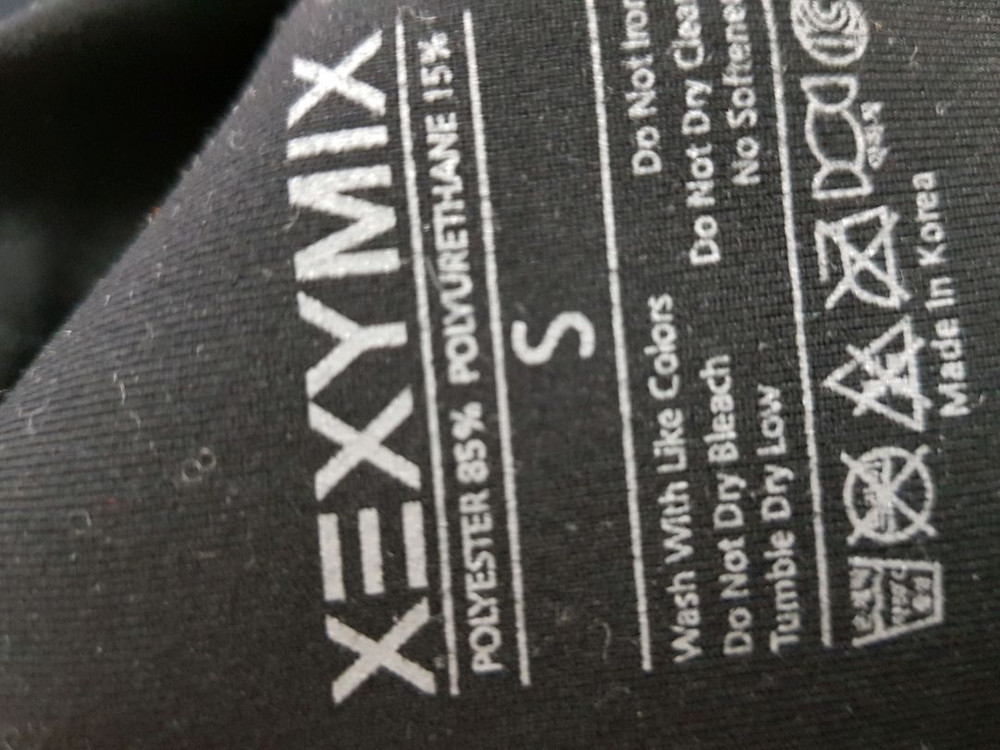 XEXYMIX
POLYESTER 85% POLYURETHANE 15%
S
Wash With Like Colors
Do Not Iron
Do Not Dry Bleach
Do Not Dry Clean
Tumble Dry Low
No Softener
Made In Korea